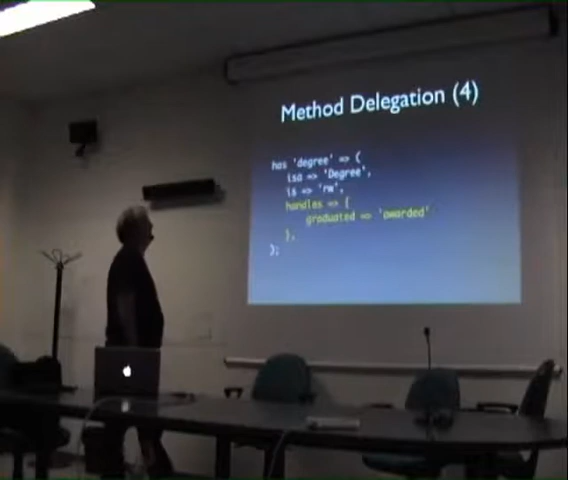 Method Delegation (4)
has 'degree' => (
isa => 'Degree',
is => 'rw',
handles => {
graduated => 'awarded'
},
);